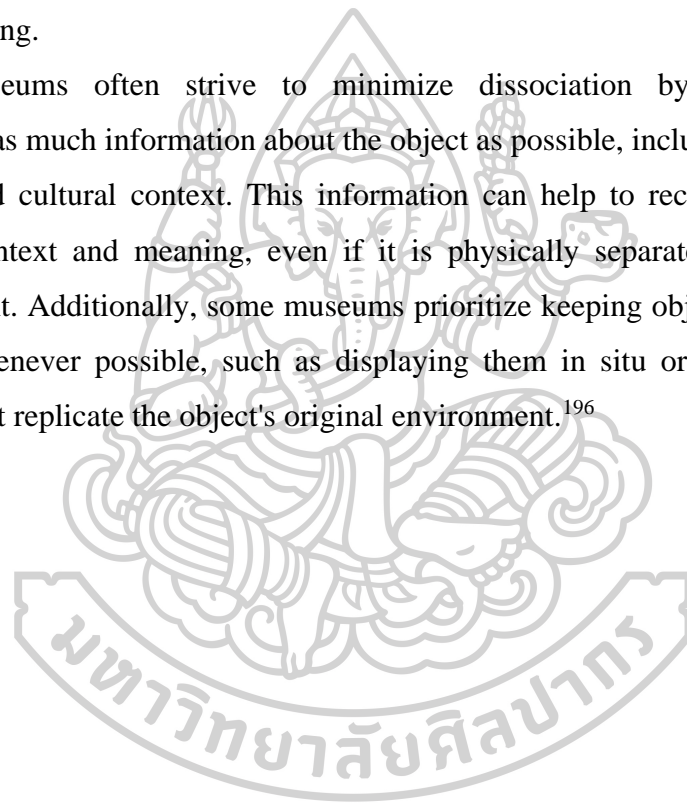 ng.
eums often strive to minimize dissociation by
as much information about the object as possible, inclu
d cultural context. This information can help to rec
ntext and meaning, even if it is physically separate
t. Additionally, some museums prioritize keeping obj
enever possible, such as displaying them in situ or
t replicate the object's original environment.196
มหาวิทยาลัยศิลปากร